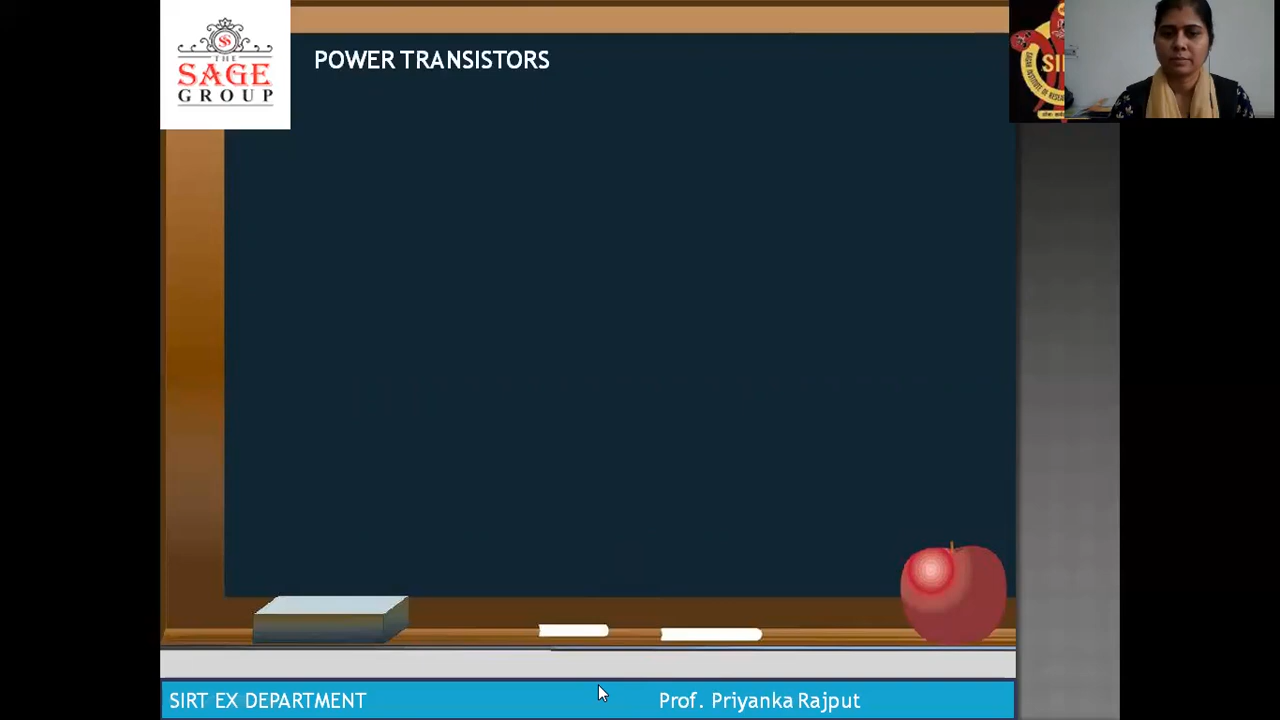 THE
SAGE
GROUP
POWER TRANSISTORS
SIRT EX DEPARTMENT
Prof. Priyanka Rajput